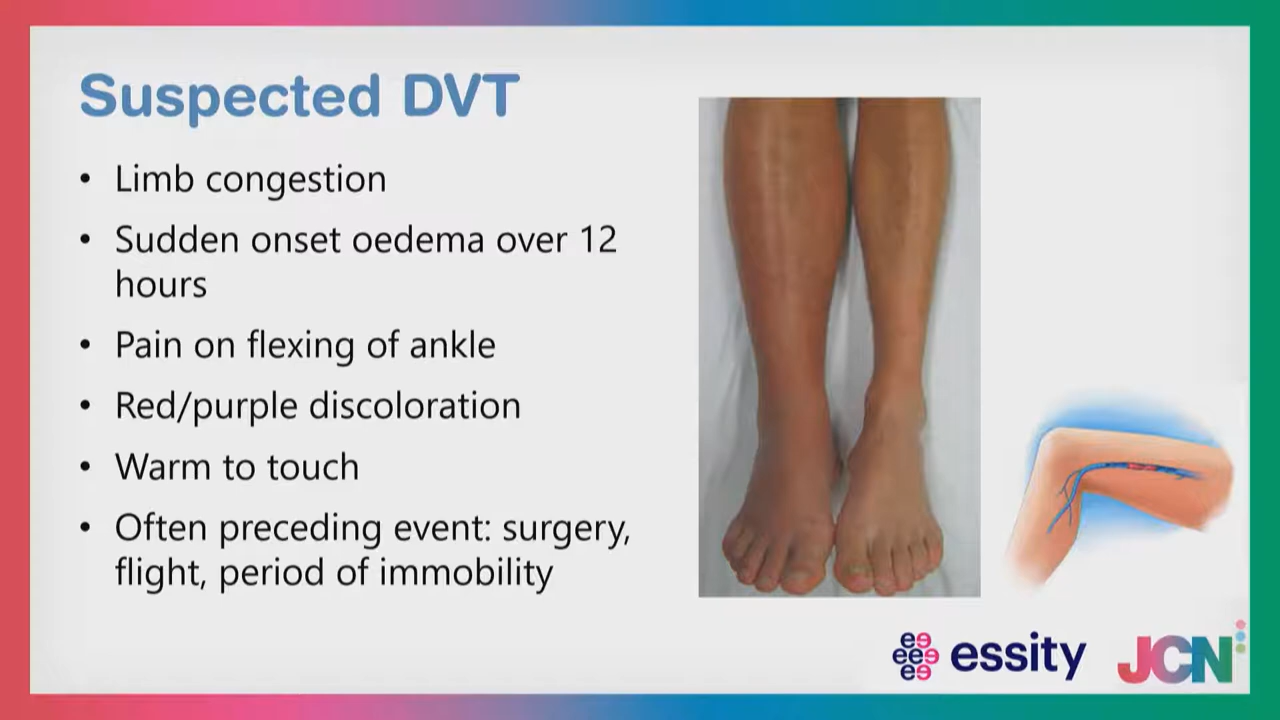 Suspected DVT
• Limb congestion
• Sudden onset oedema over 12
hours
• Pain on flexing of ankle
• Red/purple discoloration
• Warm to touch
• Often preceding event: surgery,
flight, period of immobility
essity
JCN